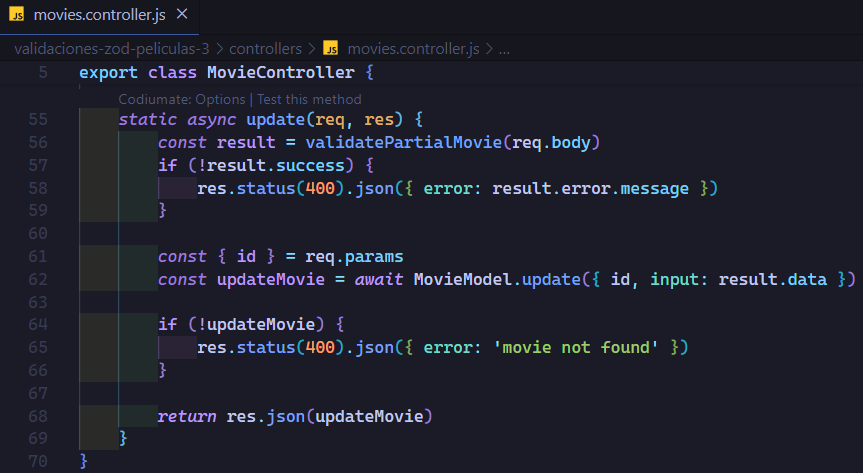 JS movies.controller.js ×
validaciones-zod-peliculas-3 > controllers > JS movies.controller.js > ...
5 export class MovieController {
Codiumate: Options | Test this method
55 static async update(req, res) {
56 const result = validatePartialMovie(req.body)
57 if (!result.success) {
58 res.status(400).json({ error: result.error.message })
59 }
60
61 const { id } = req.params
62 const updateMovie = await MovieModel.update({ id, input: result.data })
63
64 if (!updateMovie) {
65 res.status(400).json({ error: 'movie not found' })
66 }
67
68 return res.json(updateMovie)
69 }
70 }